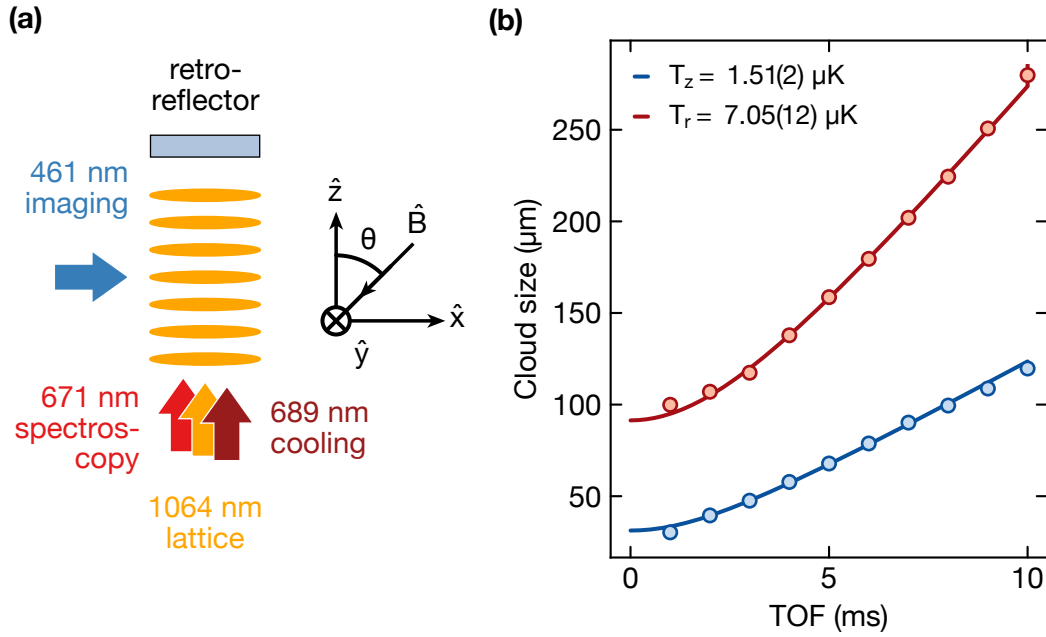 (a)
retro-
reflector
461 nm
imaging
ẑ
θ
B̂
x̂
ŷ
671 nm
spectros-
copy
689 nm
cooling
1064 nm
lattice
(b)
T_z = 1.51(2) µK
T_r = 7.05(12) µK
Cloud size (µm)
250
200
150
100
50
0
5
10
TOF (ms)